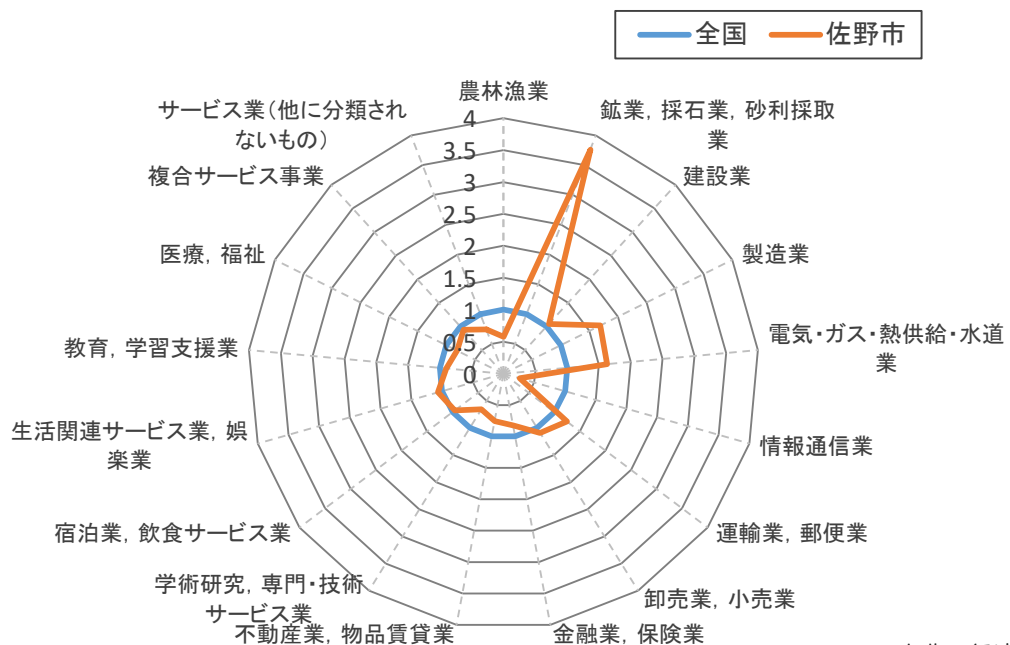 全国 佐野市
農林漁業
鉱業, 採石業, 砂利採取
業
建設業
製造業
電気・ガス・熱供給・水道
業
情報通信業
運輸業, 郵便業
卸売業, 小売業
金融業, 保険業
不動産業, 物品賃貸業
学術研究, 専門・技術
サービス業
宿泊業, 飲食サービス業
生活関連サービス業, 娯
楽業
教育, 学習支援業
医療, 福祉
複合サービス事業
サービス業(他に分類され
ないもの)
4
3.5
3
2.5
2
1.5
1
0.5
0